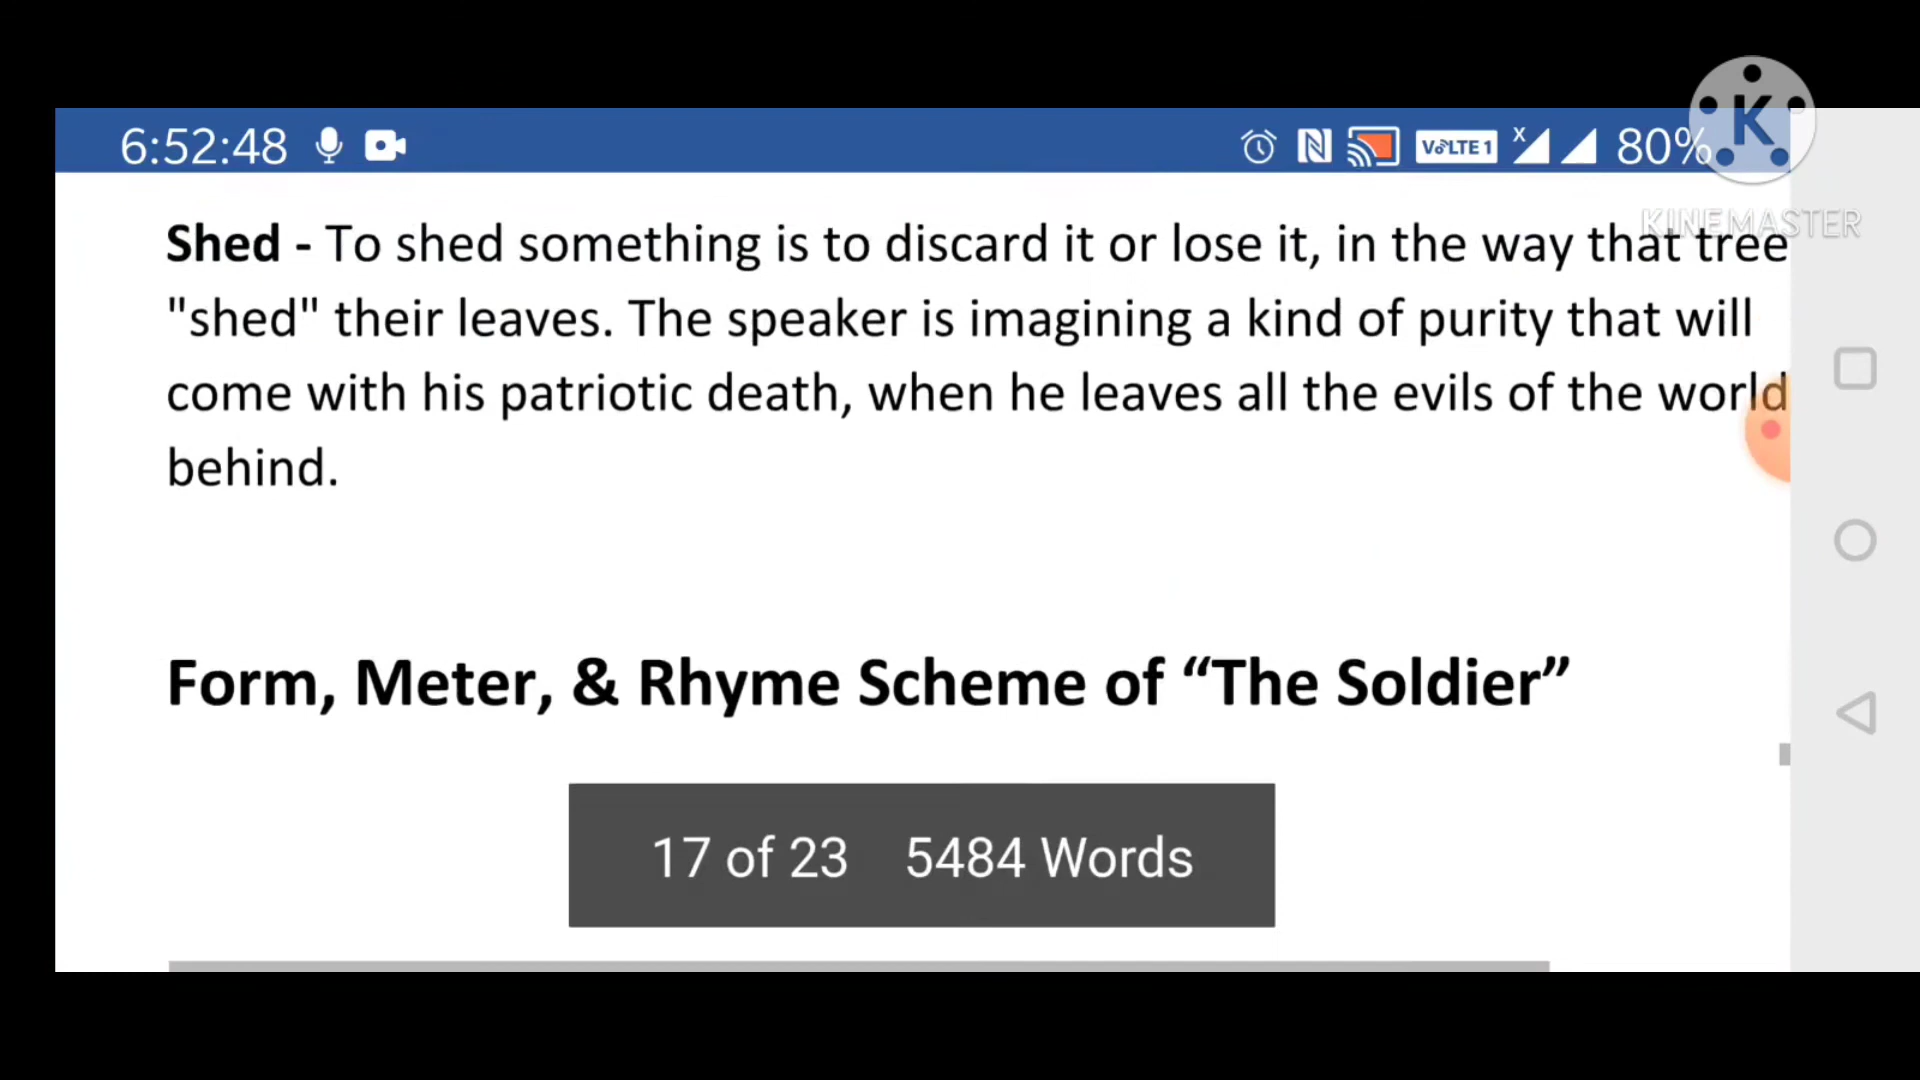 6:52:48 VoLTE 1 x 80%
K
KINEMASTER
Shed - To shed something is to discard it or lose it, in the way that tree
"shed" their leaves. The speaker is imagining a kind of purity that will
come with his patriotic death, when he leaves all the evils of the world
behind.
Form, Meter, & Rhyme Scheme of “The Soldier”
17 of 23 5484 Words